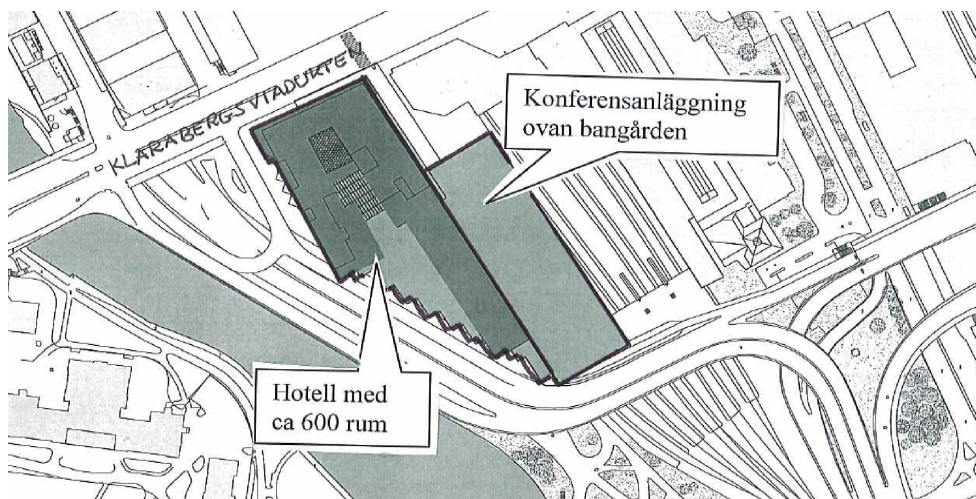 KLARABERGSVIADUKTEN
Konferensanläggning
ovan bangården
Hotell med
ca 600 rum